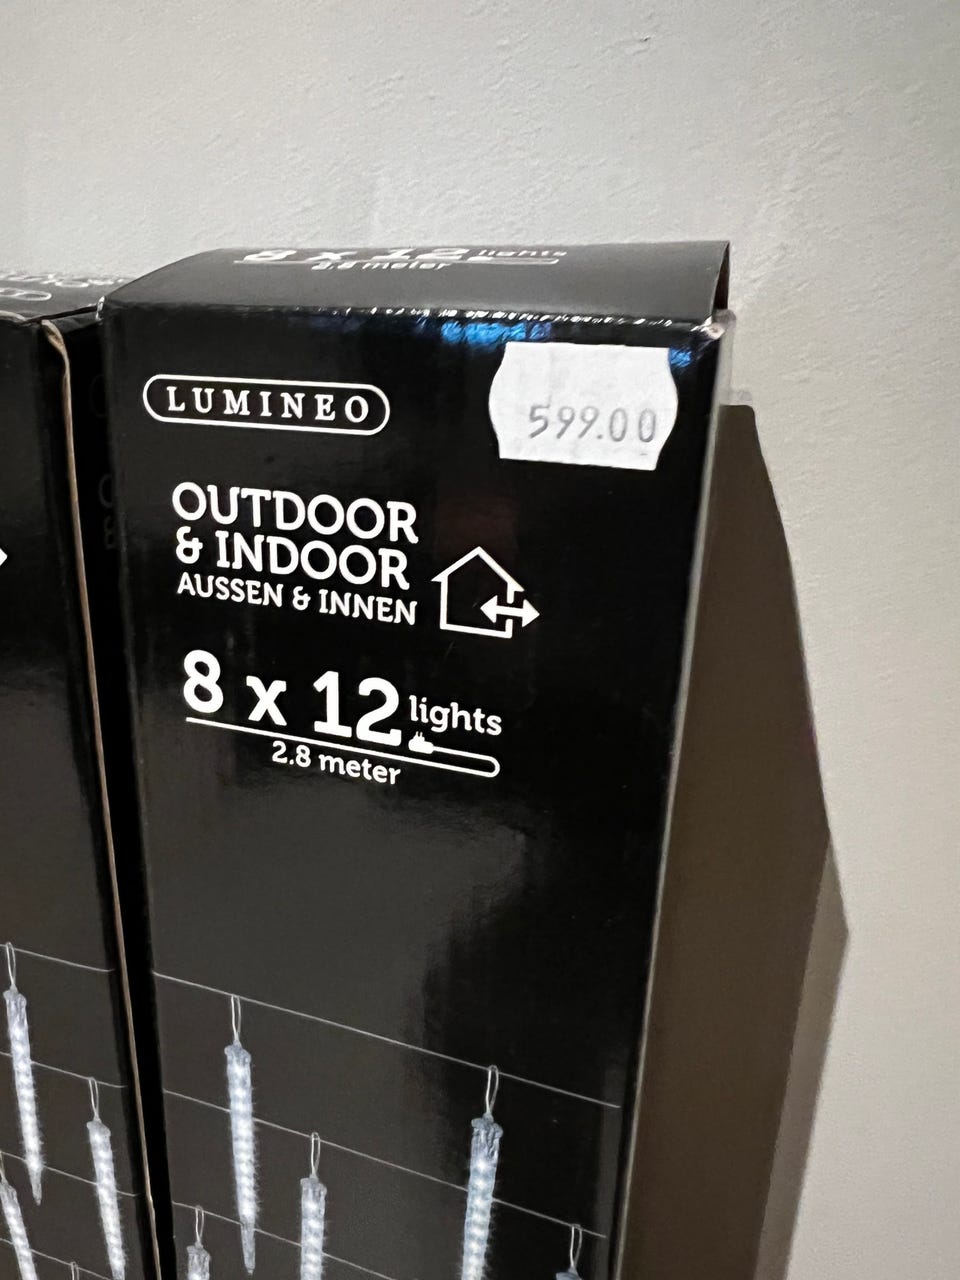 8 x 12 lights
2.8 meter
LUMINEO
599.00
OUTDOOR
& INDOOR
AUSSEN & INNEN
8 x 12 lights
2.8 meter